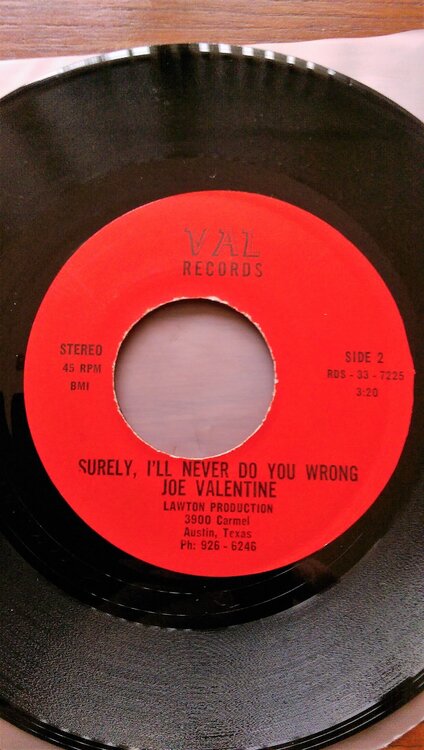 VAL
RECORDS
STEREO
45 RPM
BMI
SIDE 2
RDS - 33 - 7225
3:20
SURELY, I'LL NEVER DO YOU WRONG
JOE VALENTINE
LAWTON PRODUCTION
3900 Carmel
Austin, Texas
Ph: 926 - 6246